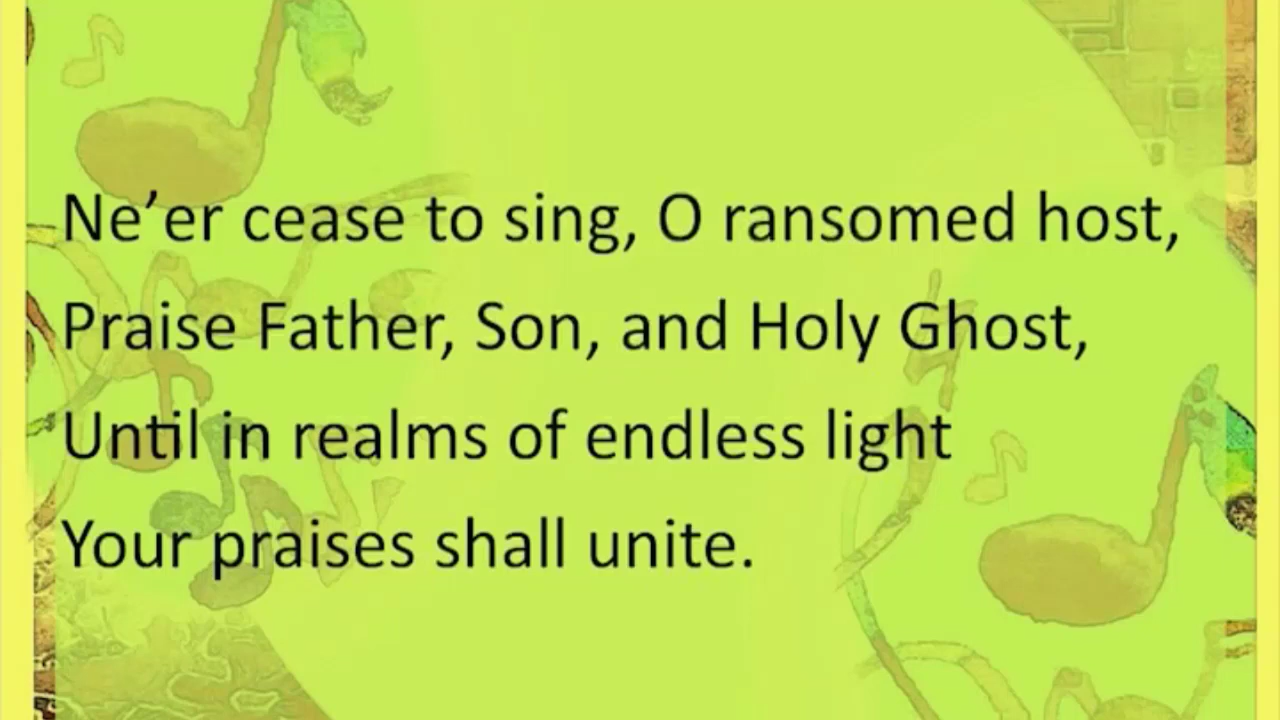 Ne’er cease to sing, O ransomed host,
Praise Father, Son, and Holy Ghost,
Until in realms of endless light
Your praises shall unite.